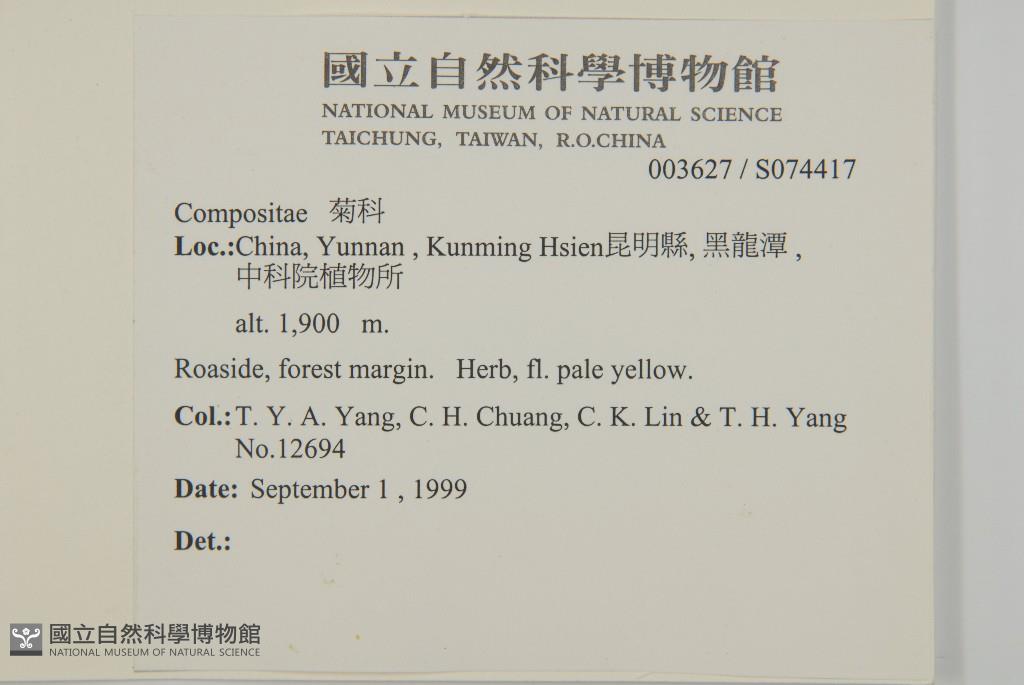 國立自然科學博物館
NATIONAL MUSEUM OF NATURAL SCIENCE
TAICHUNG, TAIWAN, R.O.CHINA
003627 / S074417
Compositae 菊科
Loc.:China, Yunnan , Kunming Hsien昆明縣, 黑龍潭 ,
中科院植物所
alt. 1,900 m.
Roaside, forest margin. Herb, fl. pale yellow.
Col.: T. Y. A. Yang, C. H. Chuang, C. K. Lin & T. H. Yang
No.12694
Date: September 1 , 1999
Det.:
國立自然科學博物館
NATIONAL MUSEUM OF NATURAL SCIENCE